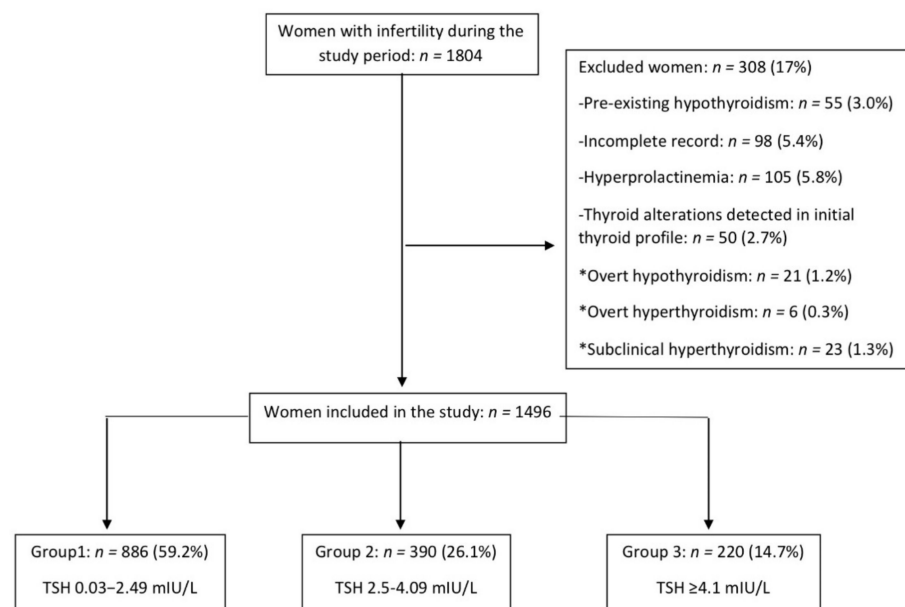 Women with infertility during the
study period: n = 1804
Excluded women: n = 308 (17%)
-Pre-existing hypothyroidism: n = 55 (3.0%)
-Incomplete record: n = 98 (5.4%)
-Hyperprolactinemia: n = 105 (5.8%)
-Thyroid alterations detected in initial
thyroid profile: n = 50 (2.7%)
*Overt hypothyroidism: n = 21 (1.2%)
*Overt hyperthyroidism: n = 6 (0.3%)
*Subclinical hyperthyroidism: n = 23 (1.3%)
Women included in the study: n = 1496
Group1: n = 886 (59.2%)
TSH 0.03–2.49 mIU/L
Group 2: n = 390 (26.1%)
TSH 2.5-4.09 mIU/L
Group 3: n = 220 (14.7%)
TSH ≥4.1 mIU/L